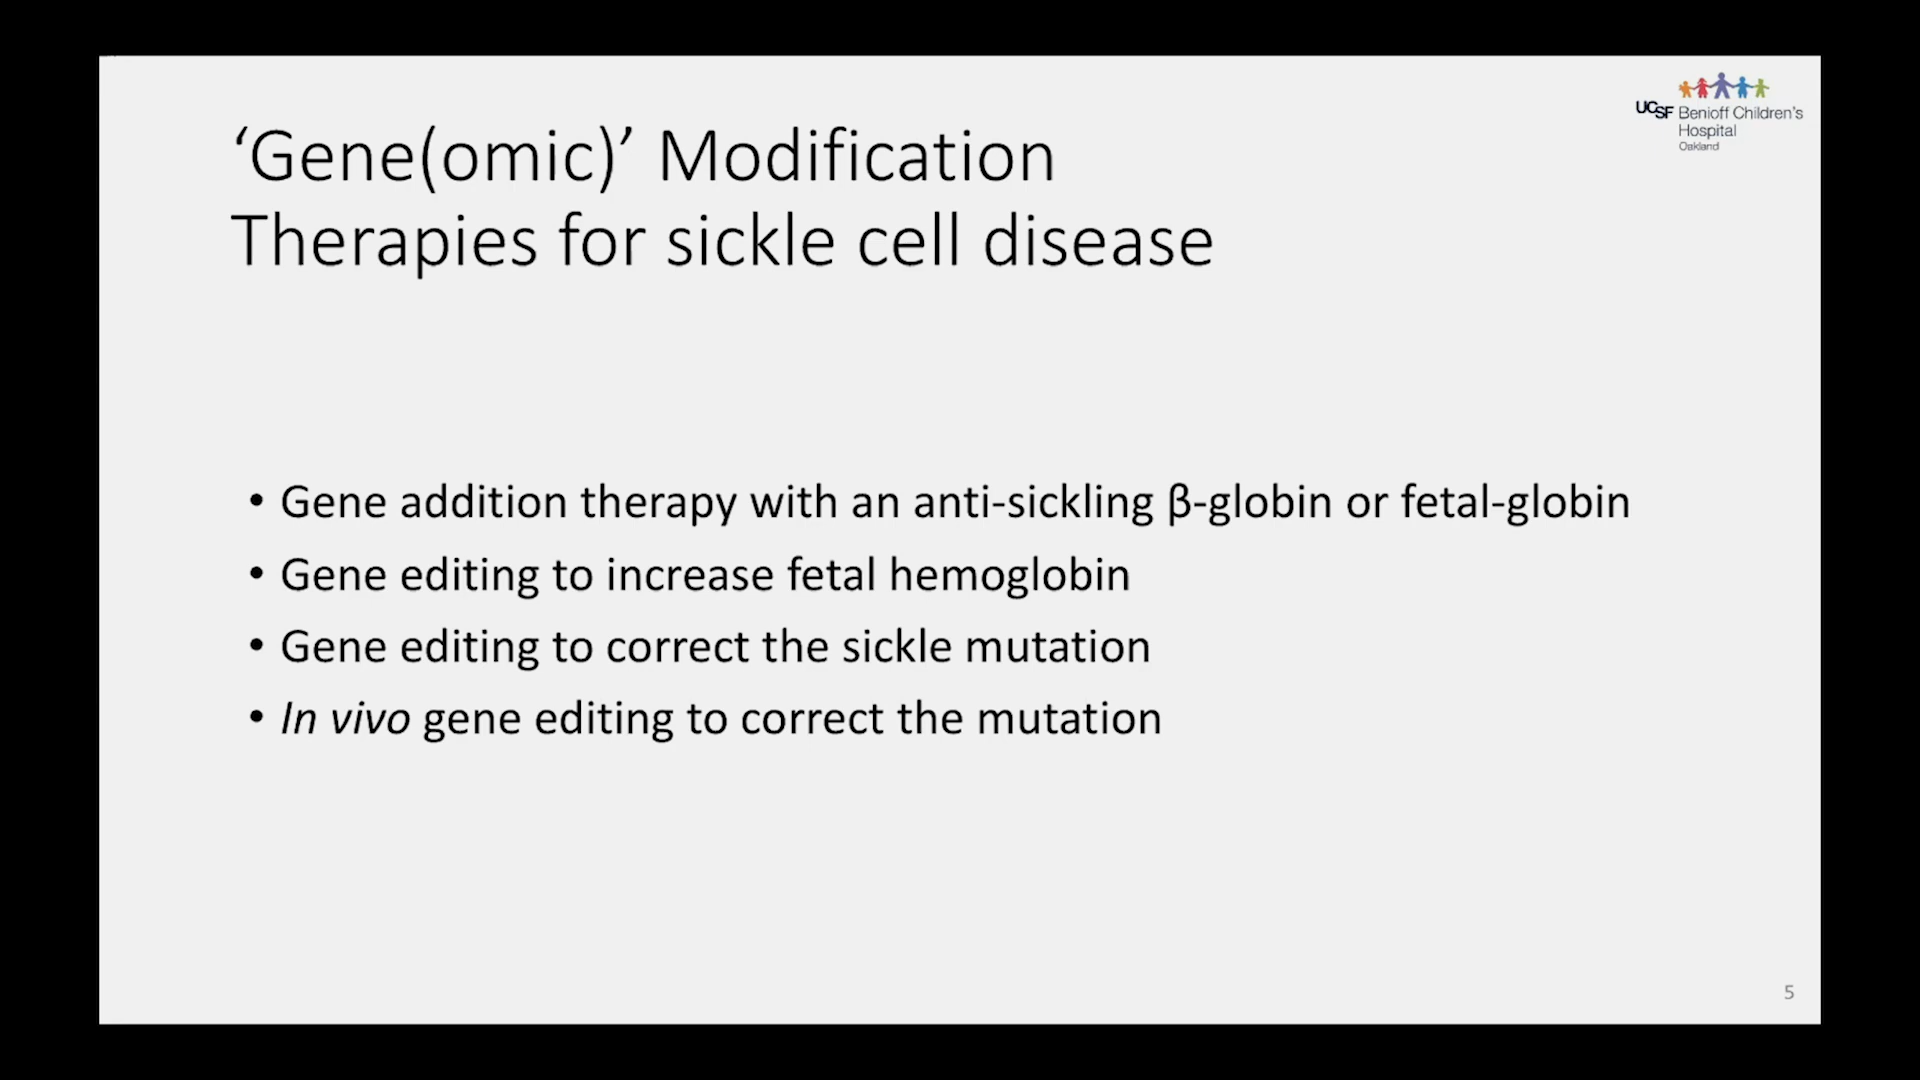 ‘Gene(omic)’ Modification
Therapies for sickle cell disease
UCSF Benioff Children's
Hospital
Oakland
• Gene addition therapy with an anti-sickling β-globin or fetal-globin
• Gene editing to increase fetal hemoglobin
• Gene editing to correct the sickle mutation
• In vivo gene editing to correct the mutation
5